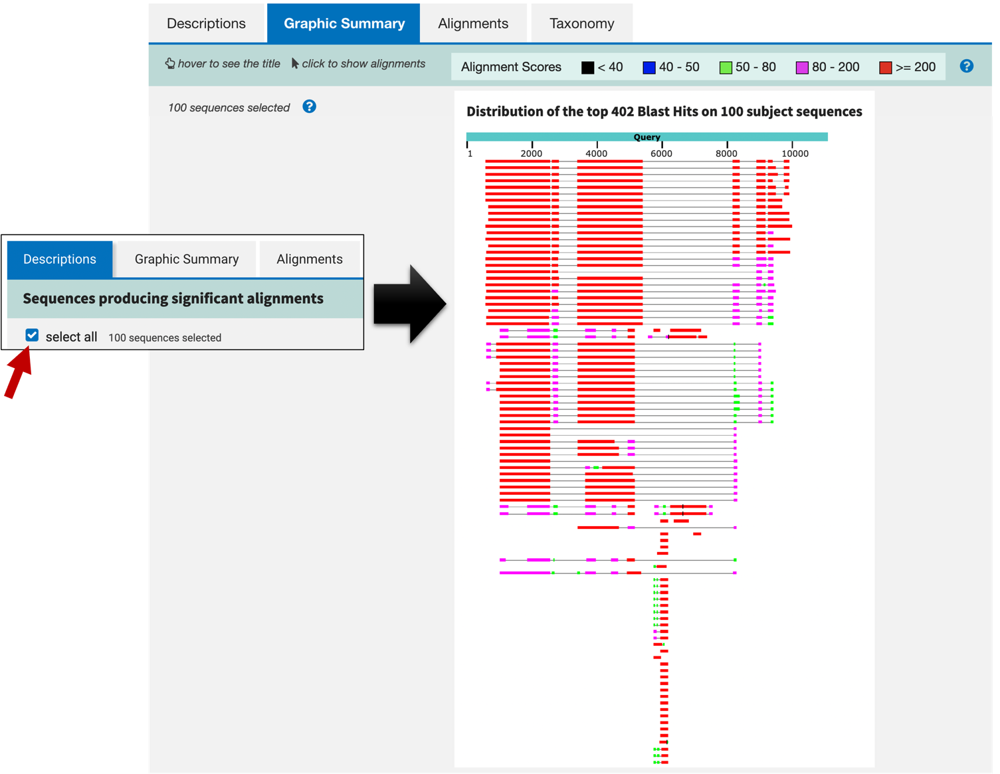 Descriptions
Graphic Summary
Alignments
Taxonomy
hover to see the title click to show alignments
Alignment Scores < 40 40 - 50 50 - 80 80 - 200 >= 200 ?
100 sequences selected ?
Distribution of the top 402 Blast Hits on 100 subject sequences
Query
1 2000 4000 6000 8000 10000
Descriptions
Graphic Summary
Alignments
Sequences producing significant alignments
select all 100 sequences selected